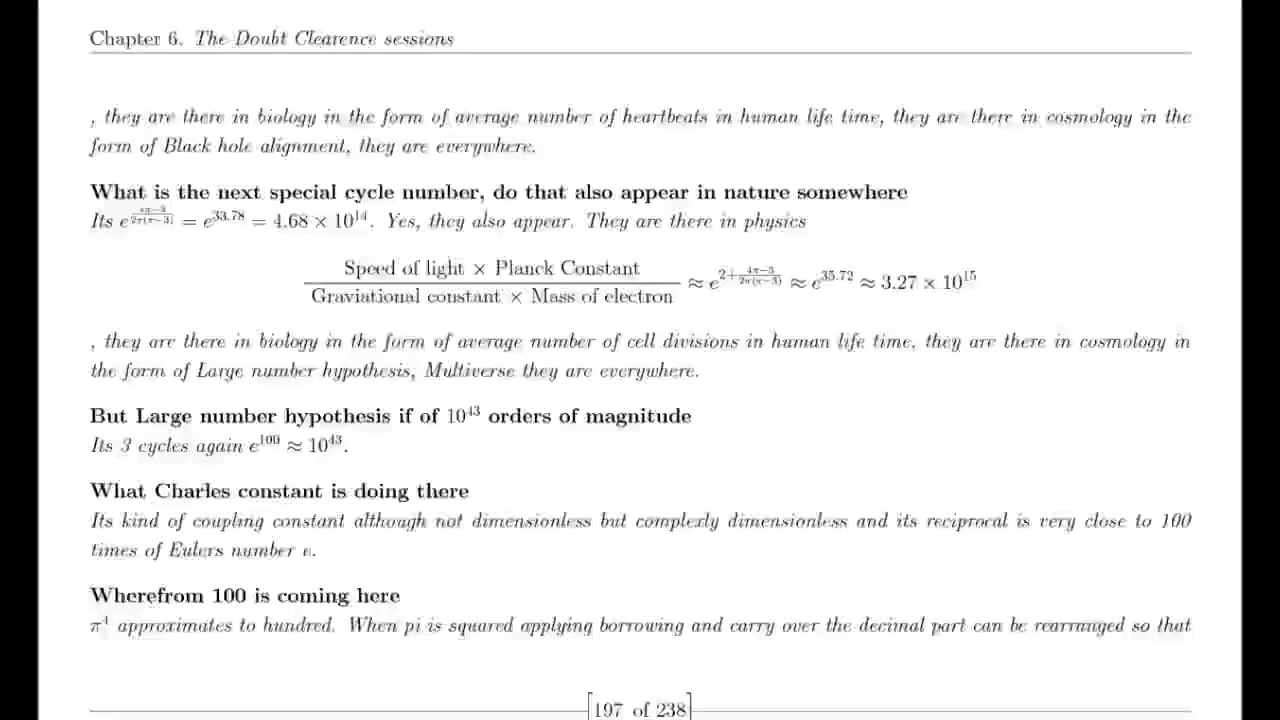 Chapter 6. The Doubt Clearence sessions
, they are there in biology in the form of average number of heartbeats in human life time, they are there in cosmology in the
form of Black hole alignment, they are everywhere.
What is the next special cycle number, do that also appear in nature somewhere
Its e = e^33.78 = 4.68 × 10^14. Yes, they also appear. They are there in physics
Speed of light × Planck Constant
Graviational constant × Mass of electron
≈ e^2+ ≈ e^35.72 ≈ 3.27 × 10^15
, they are there in biology in the form of average number of cell divisions in human life time, they are there in cosmology in
the form of Large number hypothesis, Multiverse they are everywhere.
But Large number hypothesis if of 10^43 orders of magnitude
Its 3 cycles again e^100 ≈ 10^43.
What Charles constant is doing there
Its kind of coupling constant although not dimensionless but complexly dimensionless and its reciprocal is very close to 100
times of Eulers number e.
Wherefrom 100 is coming here
π^4 approximates to hundred. When pi is squared applying borrowing and carry over the decimal part can be rearranged so that
[197 of 238]